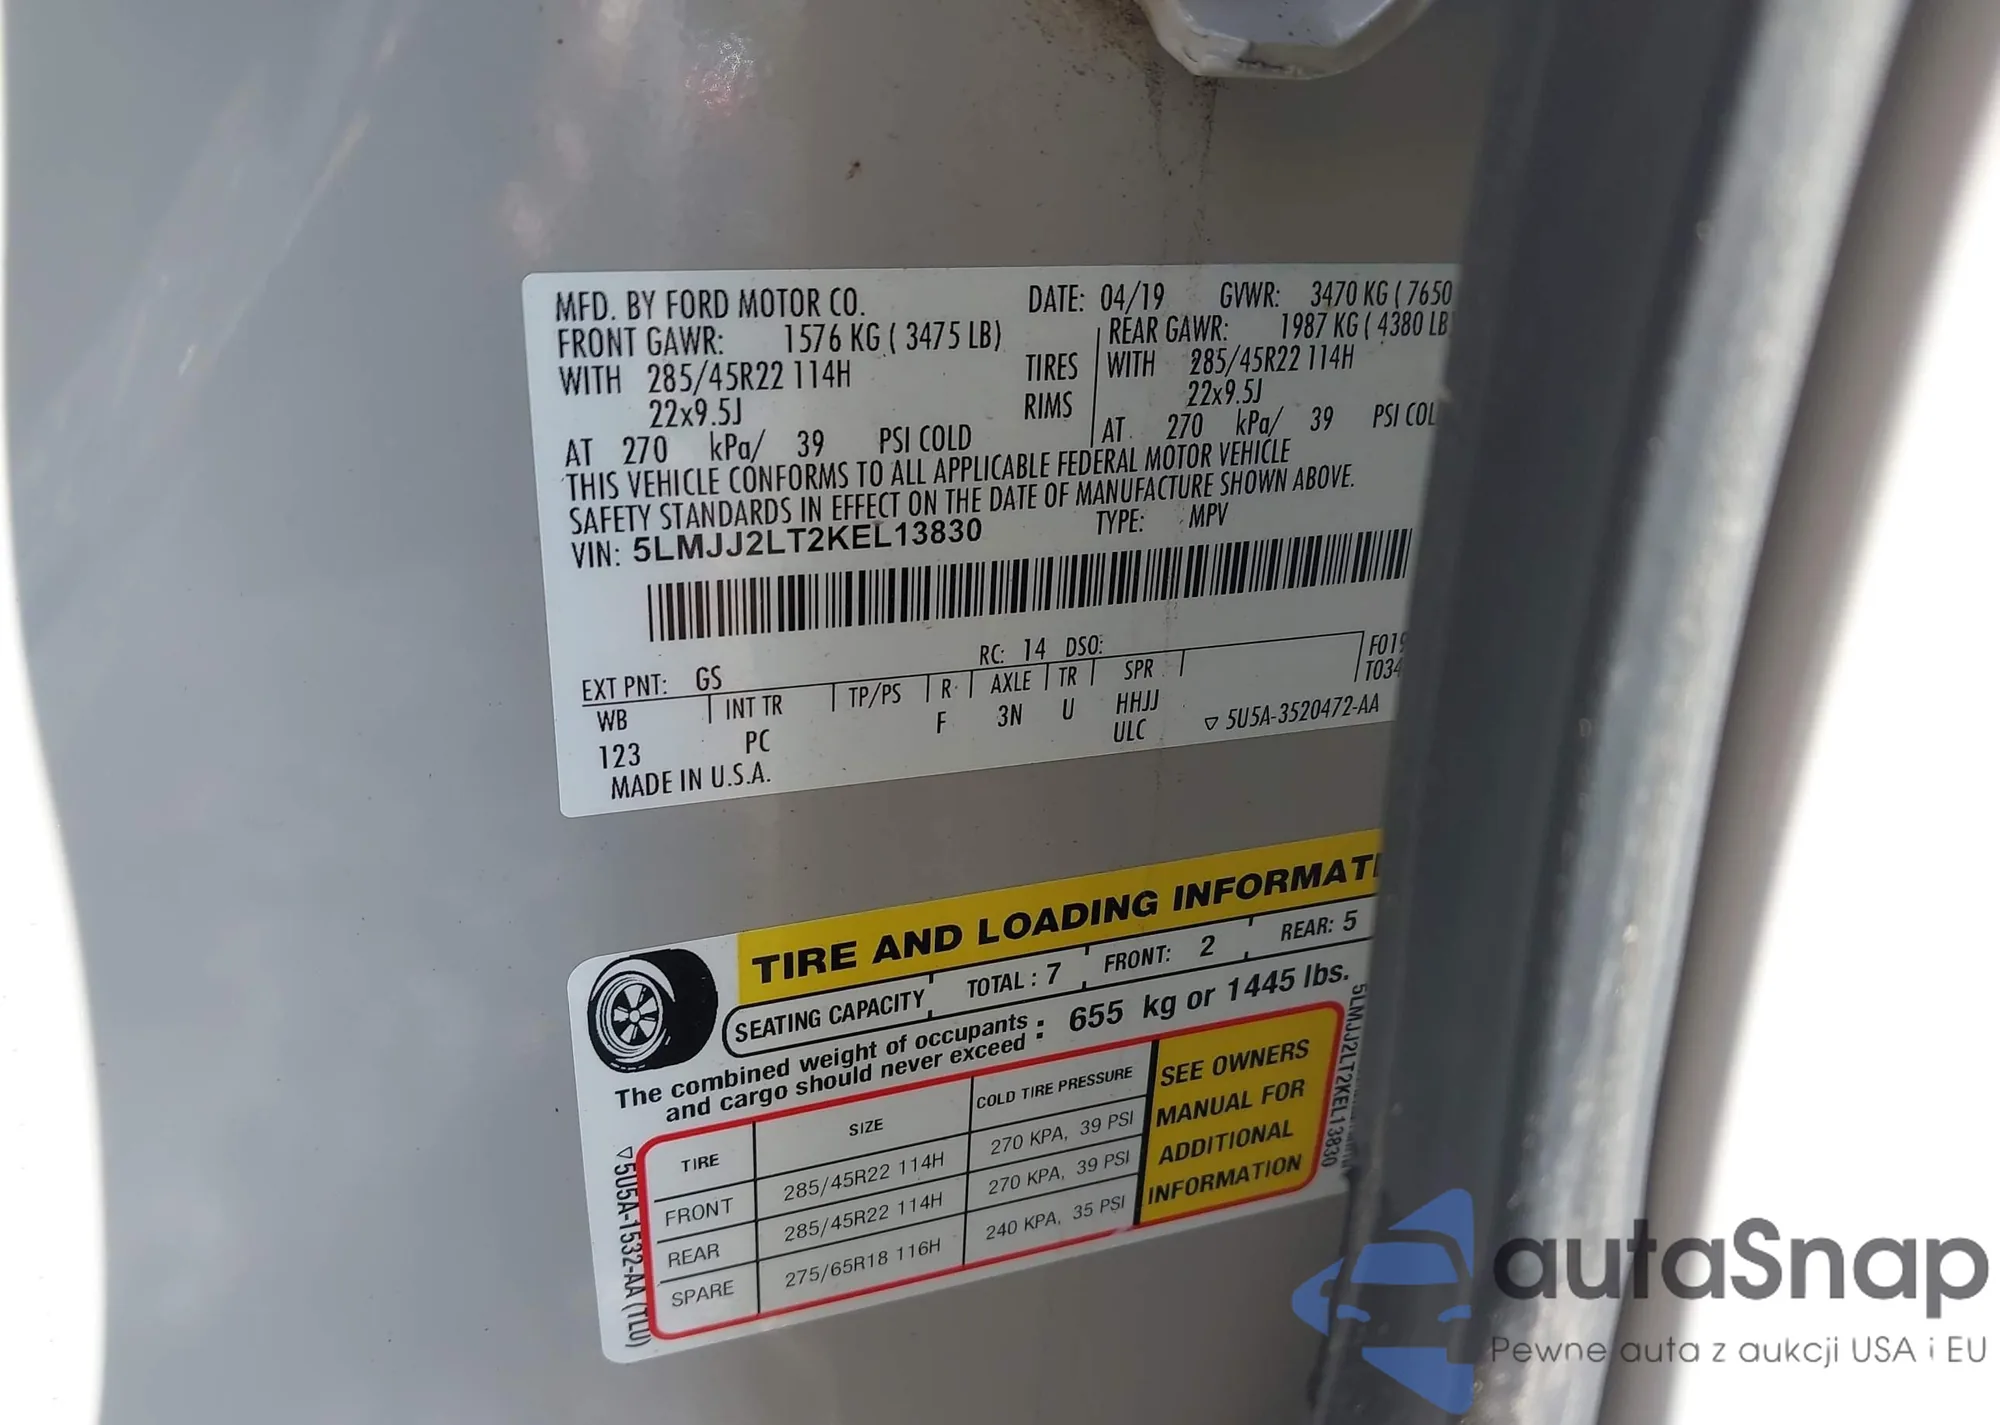 MFD. BY FORD MOTOR CO. DATE: 04/19 GVWR: 3470 KG ( 7650
FRONT GAWR: 1576 KG ( 3475 LB) REAR GAWR: 1987 KG ( 4380 LB
WITH 285/45R22 114H TIRES WITH 285/45R22 114H
22x9.5J RIMS 22x9.5J
AT 270 kPa/ 39 PSI COLD AT 270 kPa/ 39 PSI COL
THIS VEHICLE CONFORMS TO ALL APPLICABLE FEDERAL MOTOR VEHICLE
SAFETY STANDARDS IN EFFECT ON THE DATE OF MANUFACTURE SHOWN ABOVE.
VIN: 5LMJJ2LT2KEL13830 TYPE: MPV
EXT PNT: GS RC: 14 DSO: F019
WB INT TR TP/PS R AXLE TR SPR T034
123 PC F 3N U HHJJ
ULC ▽ 5U5A-3520472-AA
MADE IN U.S.A.
TIRE AND LOADING INFORMATI
SEATING CAPACITY TOTAL : 7 FRONT: 2 REAR: 5
The combined weight of occupants
and cargo should never exceed : 655 kg or 1445 lbs.
TIRE SIZE COLD TIRE PRESSURE
FRONT 285/45R22 114H 270 KPA, 39 PSI
REAR 285/45R22 114H 270 KPA, 39 PSI
SPARE 275/65R18 116H 240 KPA, 35 PSI
SEE OWNERS
MANUAL FOR
ADDITIONAL
INFORMATION
5LMJJ2LT2KEL13830
▽5U5A-1532-AA (TLU)
autaSnap
Pewne auta z aukcji USA i EU